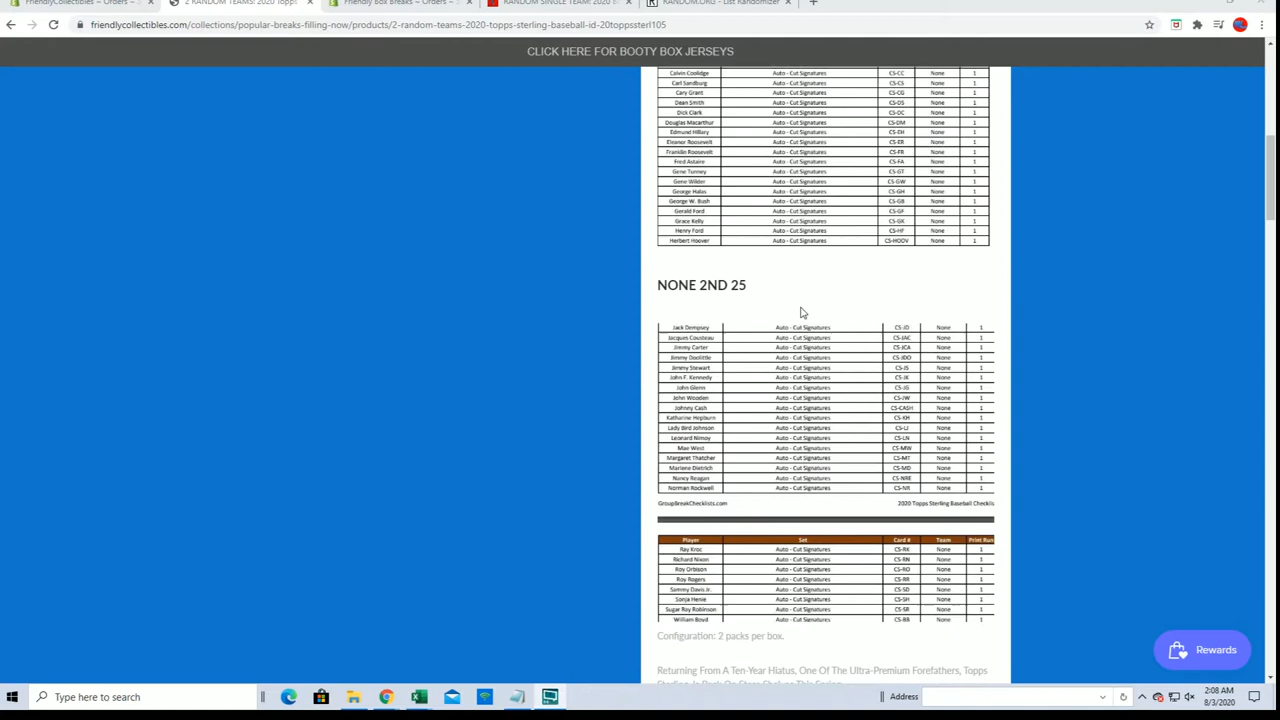 FriendlyCollectibles – Orders – S
2 RANDOM TEAMS! 2020 Topps
Friendly Box Breaks – Orders –
RANDOM SINGLE TEAM! 2020 B
RANDOM.ORG - List Randomizer
friendlycollectibles.com/collections/popular-breaks-filling-now/products/2-random-teams-2020-topps-sterling-baseball-id-20toppssterl105
CLICK HERE FOR BOOTY BOX JERSEYS
Calvin Coolidge Auto - Cut Signatures CS-CC None 1
Carl Sandburg Auto - Cut Signatures CS-CS None 1
Cary Grant Auto - Cut Signatures CS-CG None 1
Dean Smith Auto - Cut Signatures CS-DS None 1
Dick Clark Auto - Cut Signatures CS-DC None 1
Douglas Macarthur Auto - Cut Signatures CS-DM None 1
Edmund Hillary Auto - Cut Signatures CS-EH None 1
Eleanor Roosevelt Auto - Cut Signatures CS-ER None 1
Franklin Roosevelt Auto - Cut Signatures CS-FR None 1
Fred Astaire Auto - Cut Signatures CS-FA None 1
Gene Tunney Auto - Cut Signatures CS-GT None 1
Gene Wilder Auto - Cut Signatures CS-GW None 1
George Halas Auto - Cut Signatures CS-GH None 1
George W. Bush Auto - Cut Signatures CS-GB None 1
Gerald Ford Auto - Cut Signatures CS-GF None 1
Grace Kelly Auto - Cut Signatures CS-GK None 1
Henry Ford Auto - Cut Signatures CS-HF None 1
Herbert Hoover Auto - Cut Signatures CS-HOOV None 1
NONE 2ND 25
Jack Dempsey Auto - Cut Signatures CS-JD None 1
Jacques Cousteau Auto - Cut Signatures CS-JAC None 1
Jimmy Carter Auto - Cut Signatures CS-JCA None 1
Jimmy Doolittle Auto - Cut Signatures CS-JDO None 1
Jimmy Stewart Auto - Cut Signatures CS-JS None 1
John F. Kennedy Auto - Cut Signatures CS-JK None 1
John Glenn Auto - Cut Signatures CS-JG None 1
John Wooden Auto - Cut Signatures CS-JW None 1
Johnny Cash Auto - Cut Signatures CS-CASH None 1
Katharine Hepburn Auto - Cut Signatures CS-KH None 1
Lady Bird Johnson Auto - Cut Signatures CS-LJ None 1
Leonard Nimoy Auto - Cut Signatures CS-LN None 1
Mae West Auto - Cut Signatures CS-MW None 1
Margaret Thatcher Auto - Cut Signatures CS-MT None 1
Marlene Dietrich Auto - Cut Signatures CS-MD None 1
Nancy Reagan Auto - Cut Signatures CS-NRE None 1
Norman Rockwell Auto - Cut Signatures CS-NR None 1
GroupBreakChecklists.com 2020 Topps Sterling Baseball Checklis
Player Set Card # Team Print Run
Ray Kroc Auto - Cut Signatures CS-RK None 1
Richard Nixon Auto - Cut Signatures CS-RN None 1
Roy Orbison Auto - Cut Signatures CS-RO None 1
Roy Rogers Auto - Cut Signatures CS-RR None 1
Sammy Davis Jr. Auto - Cut Signatures CS-SD None 1
Sonja Henie Auto - Cut Signatures CS-SH None 1
Sugar Ray Robinson Auto - Cut Signatures CS-SR None 1
William Boyd Auto - Cut Signatures CS-BB None 1
Configuration: 2 packs per box.
Returning From A Ten-Year Hiatus, One Of The Ultra-Premium Forefathers, Topps
Rewards
Type here to search
Address
2:08 AM
8/3/2020